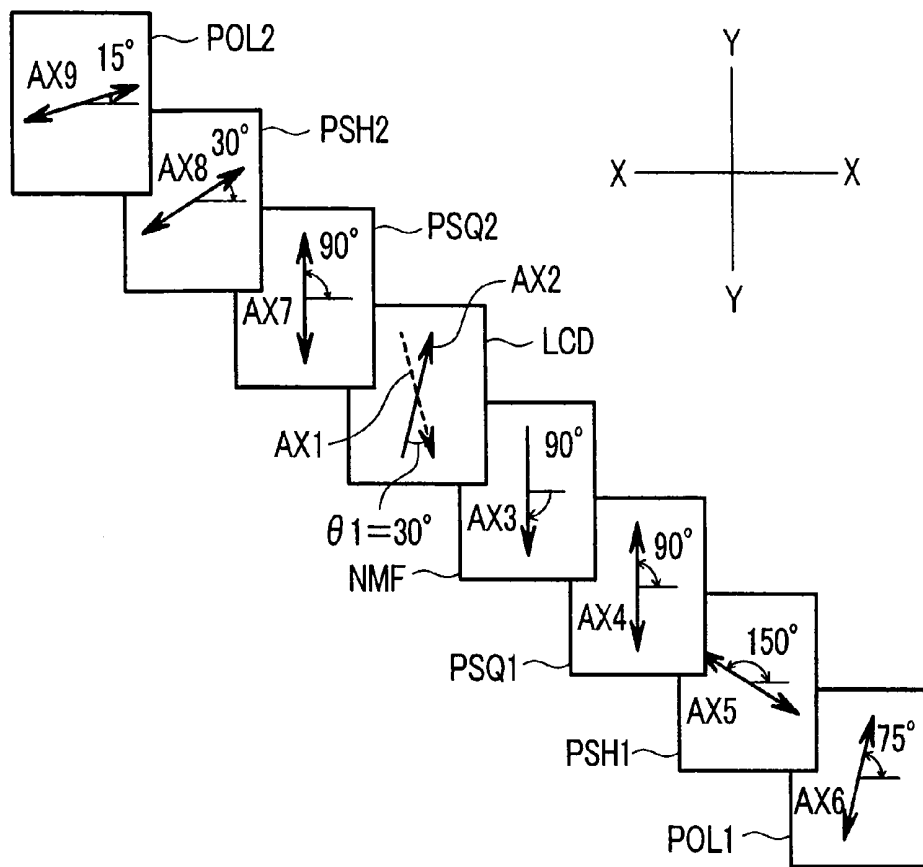 POL2
15°
AX9
PSH2
30°
AX8
PSQ2
90°
AX7
Y
X X
Y
AX2
LCD
AX1
θ1=30°
90°
AX3
NMF
90°
AX4
PSQ1
150°
AX5
PSH1
75°
AX6
POL1